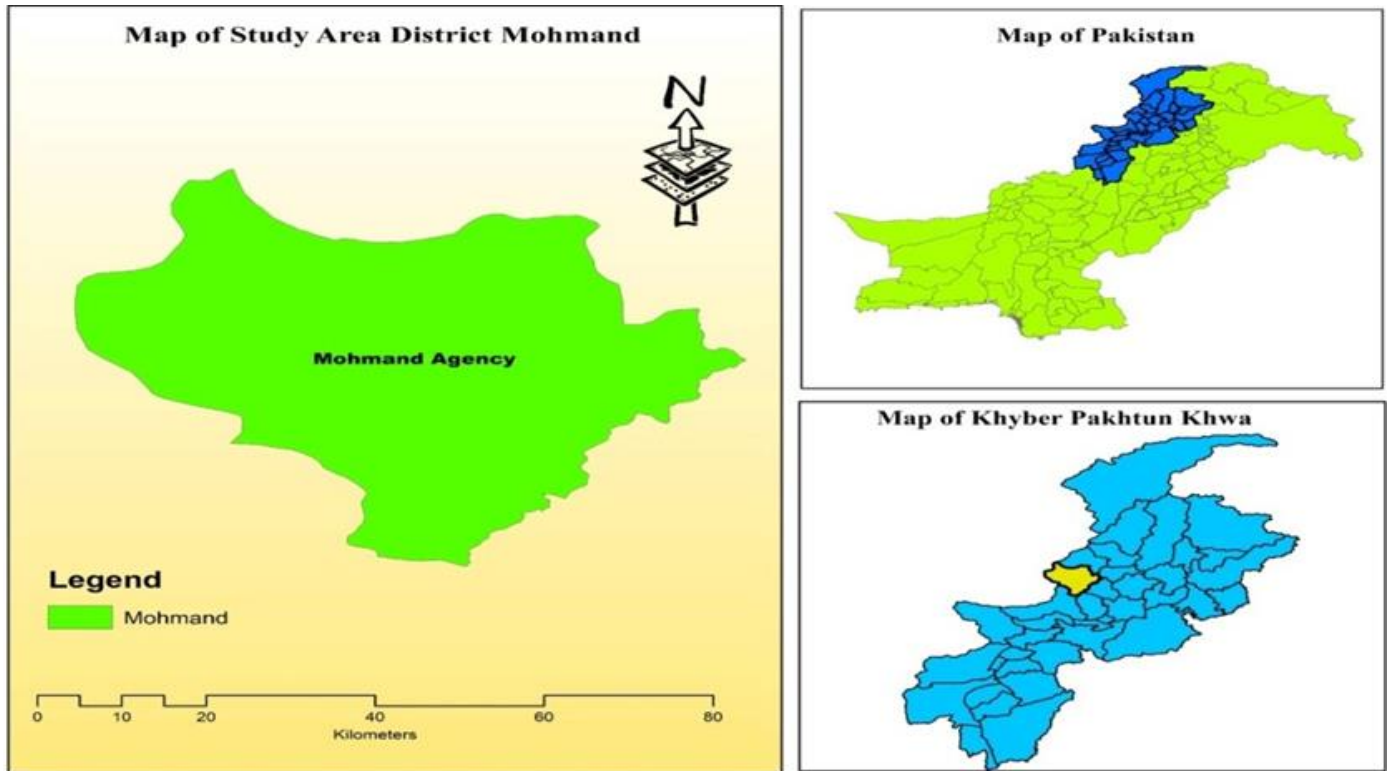 Map of Study Area District Mohmand
N
Mohmand Agency
Legend
Mohmand
0 10 20 40 60 80
Kilometers
Map of Pakistan
Map of Khyber Pakhtun Khwa